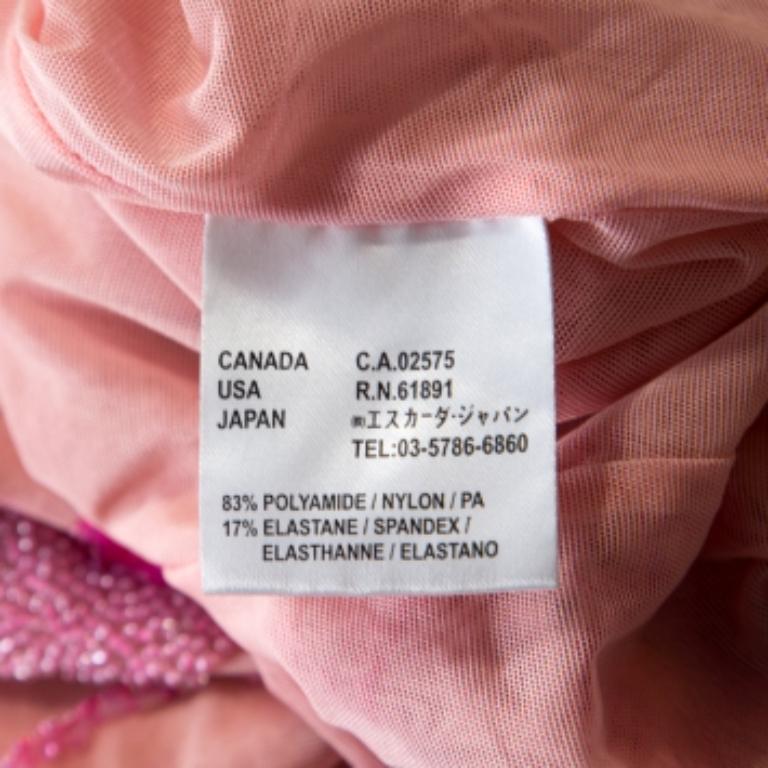 CANADA C.A.02575
USA R.N.61891
JAPAN ㈱エスカーダ・ジャパン
TEL:03-5786-6860
83% POLYAMIDE / NYLON / PA
17% ELASTANE / SPANDEX /
ELASTHANNE / ELASTANO